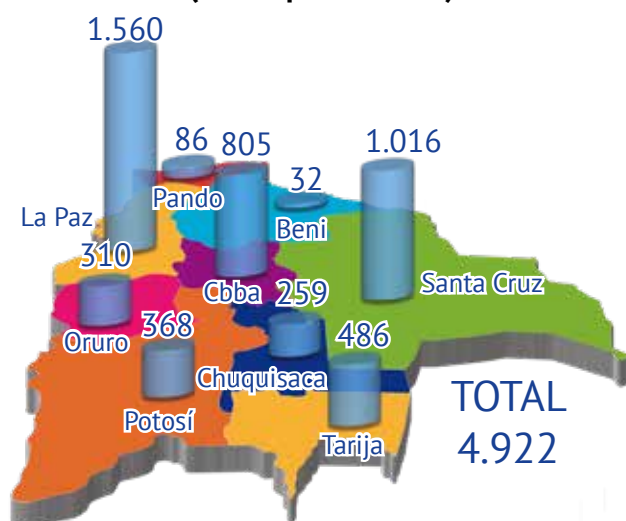 1.560
86
805
1.016
32
Pando
Beni
La Paz
310
Cbba
259
Santa Cruz
Oruro
368
486
Chuquisaca
Potosí
Tarija
TOTAL
4.922